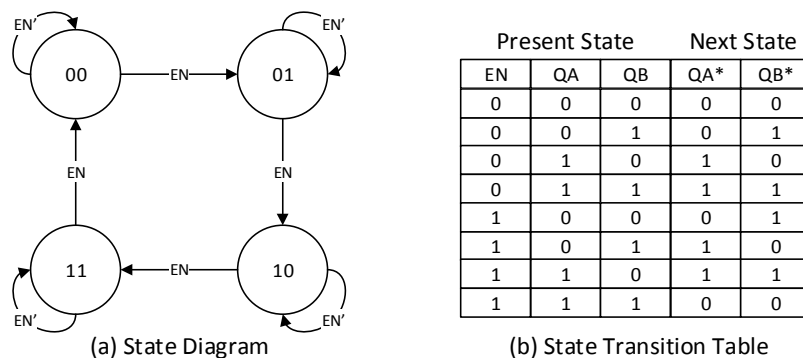 EN’
EN’
00
EN
01
EN
EN
11
EN
10
EN’
EN’
(a) State Diagram
Present State Next State
EN QA QB QA* QB*
0 0 0 0 0
0 0 1 0 1
0 1 0 1 0
0 1 1 1 1
1 0 0 0 1
1 0 1 1 0
1 1 0 1 1
1 1 1 0 0
(b) State Transition Table